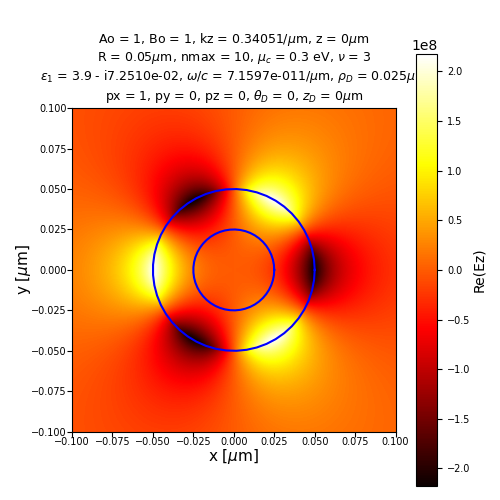 Ao = 1, Bo = 1, kz = 0.34051/μm, z = 0μm
R = 0.05μm, nmax = 10, μc = 0.3 eV, ν = 3
ε1 = 3.9 - i7.2510e-02, ω/c = 7.1597e-011/μm, ρD = 0.025μ
px = 1, py = 0, pz = 0, θD = 0, zD = 0μm
1e8
0.100
0.075
0.050
0.025
0.000
−0.025
−0.050
−0.075
−0.100
y [μm]
−0.100 −0.075 −0.050 −0.025 0.000 0.025 0.050 0.075 0.100
x [μm]
2.0
1.5
1.0
0.5
0.0
−0.5
−1.0
−1.5
−2.0
Re(Ez)